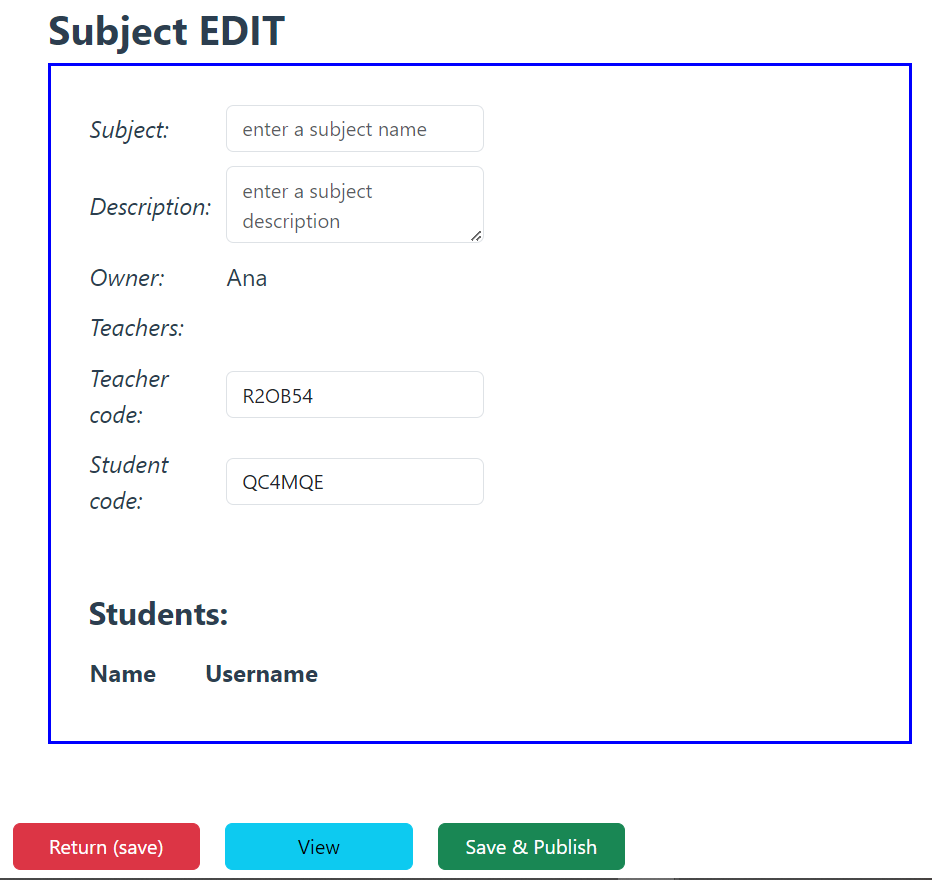 Subject EDIT
Subject: enter a subject name
Description: enter a subject
description
Owner: Ana
Teachers:
Teacher
code: R2OB54
Student
code: QC4MQE
Students:
Name Username
Return (save) View Save & Publish